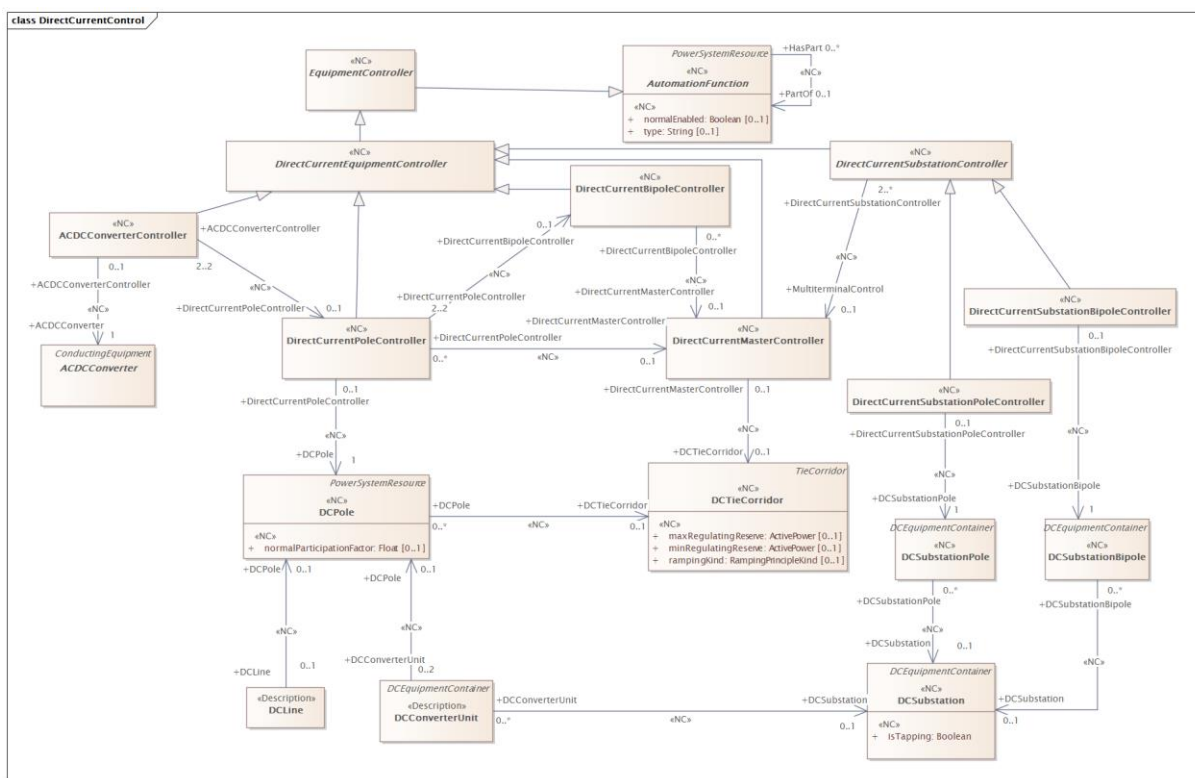 class DirectCurrentControl
«NC»
EquipmentController
PowerSystemResource
«NC»
AutomationFunction
«NC»
+ normalEnabled: Boolean [0..1]
+ type: String [0..1]
+HasPart 0..*
«NC»
+PartOf 0..1
«NC»
DirectCurrentEquipmentController
«NC»
DirectCurrentBipoleController
«NC»
DirectCurrentSubstationController
«NC»
ACDCConverterController
+ACDCConverterController
2..2
«NC»
+DirectCurrentPoleController
0..1
0..1
+ACDCConverterController
«NC»
+ACDCConverter
1
ConductingEquipment
ACDCConverter
0..1
+DirectCurrentBipoleController
«NC»
+DirectCurrentPoleController
2..2
0..*
+DirectCurrentBipoleController
«NC»
+DirectCurrentMasterController
0..1
2..*
+DirectCurrentSubstationController
«NC»
+MultiterminalControl
0..1
«NC»
DirectCurrentPoleController
+DirectCurrentMasterController
+DirectCurrentPoleController
0..*
«NC»
0..1
«NC»
DirectCurrentMasterController
«NC»
DirectCurrentSubstationBipoleController
0..1
+DirectCurrentSubstationBipoleController
«NC»
+DCSubstationBipole
1
«NC»
DirectCurrentSubstationPoleController
0..1
+DirectCurrentSubstationPoleController
«NC»
+DCSubstationPole
1
0..1
+DirectCurrentPoleController
«NC»
+DCPole
1
+DirectCurrentMasterController
0..1
«NC»
+DCTieCorridor
0..1
PowerSystemResource
«NC»
DCPole
«NC»
+ normalParticipationFactor: Float [0..1]
+DCPole
0..*
«NC»
+DCTieCorridor
0..1
TieCorridor
«NC»
DCTieCorridor
«NC»
+ maxRegulatingReserve: ActivePower [0..1]
+ minRegulatingReserve: ActivePower [0..1]
+ rampingKind: RampingPrincipleKind [0..1]
DCEquipmentContainer
«NC»
DCSubstationPole
DCEquipmentContainer
«NC»
DCSubstationBipole
+DCPole
0..1
«NC»
+DCLine
0..1
+DCPole
0..1
«NC»
+DCConverterUnit
0..2
0..*
+DCSubstationPole
«NC»
+DCSubstation
0..1
0..*
+DCSubstationBipole
«NC»
+DCSubstation
0..1
«Description»
DCLine
DCEquipmentContainer
«Description»
DCConverterUnit
+DCConverterUnit
0..*
«NC»
+DCSubstation
0..1
DCEquipmentContainer
«NC»
DCSubstation
«NC»
+ isTapping: Boolean